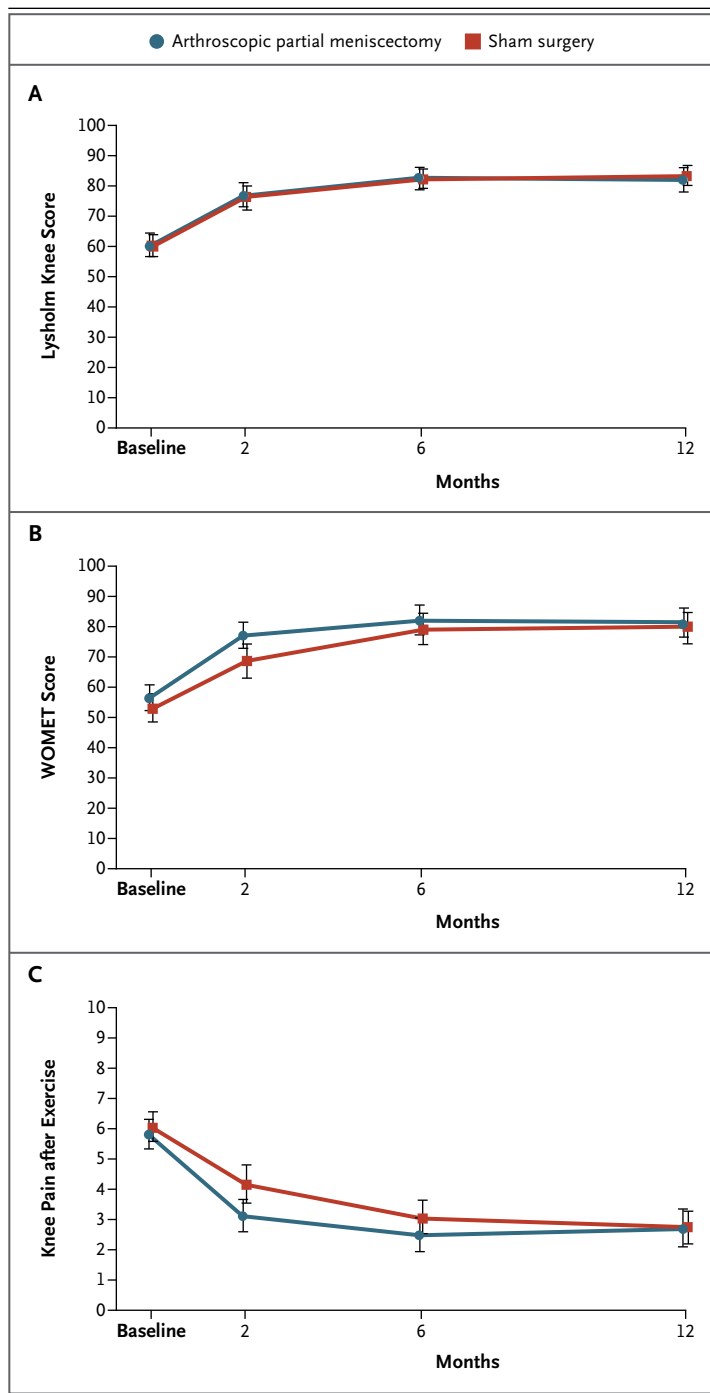 Arthroscopic partial meniscectomy Sham surgery
A
Lysholm Knee Score
100
90
80
70
60
50
40
30
20
10
0
Baseline 2 6 12
Months
B
WOMET Score
100
90
80
70
60
50
40
30
20
10
0
Baseline 2 6 12
Months
C
Knee Pain after Exercise
10
9
8
7
6
5
4
3
2
1
0
Baseline 2 6 12
Months